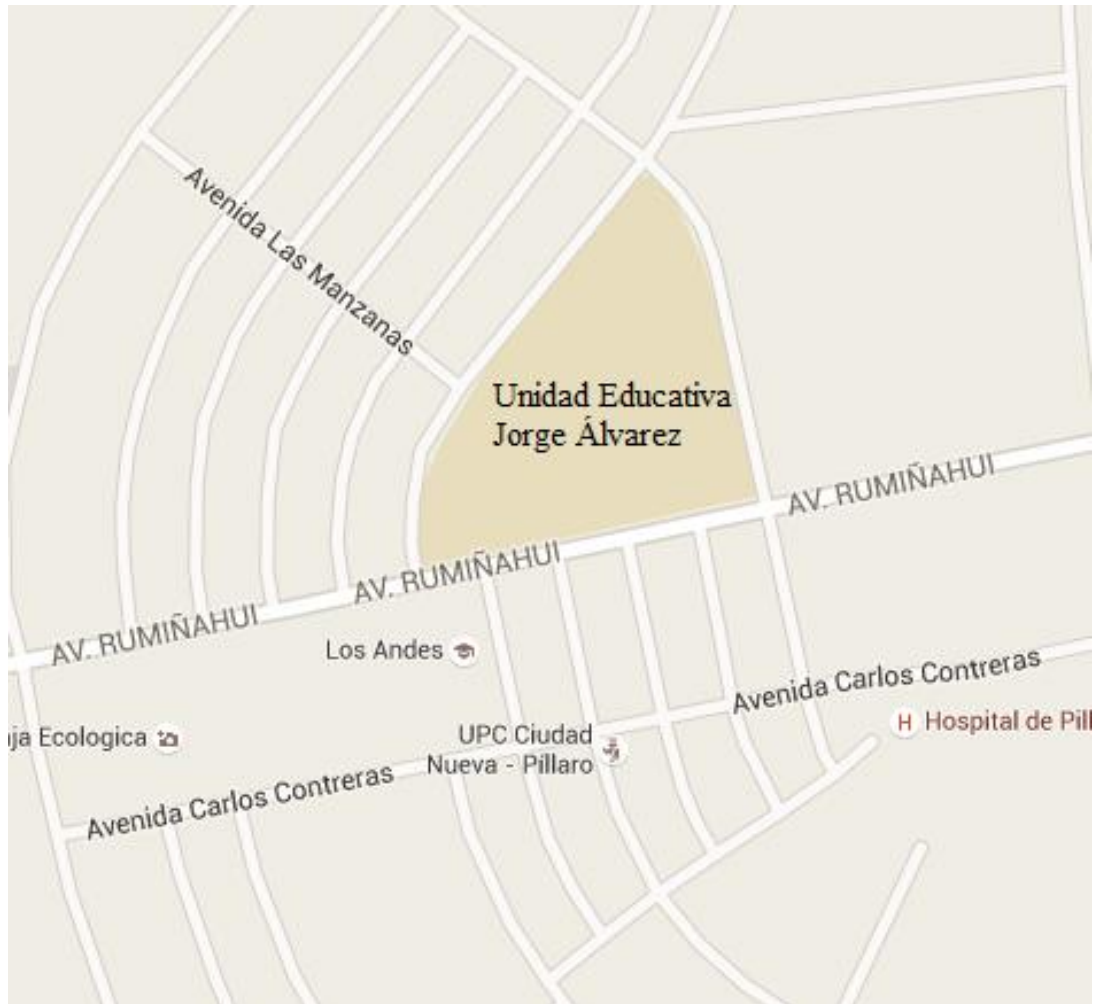 Avenida Las Manzanas
Unidad Educativa
Jorge Álvarez
AV. RUMIÑAHUI
AV. RUMIÑAHUI
AV. RUMIÑAHUI
Los Andes
Avenida Carlos Contreras
H Hospital de Pill
ja Ecologica
UPC Ciudad
Nueva - Píllaro
Avenida Carlos Contreras